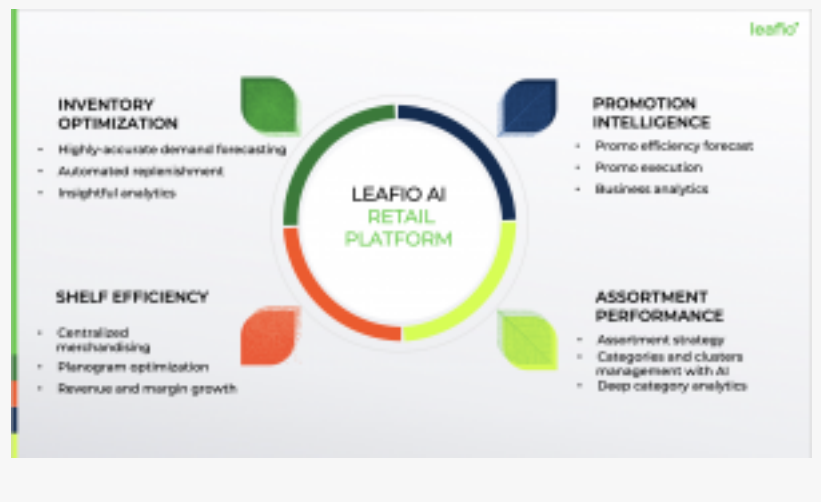 leafio
INVENTORY
OPTIMIZATION
• Highly-accurate demand forecasting
• Automated replenishment
• Insightful analytics
PROMOTION
INTELLIGENCE
• Promo efficiency forecast
• Promo execution
• Business analytics
LEAFIO AI
RETAIL
PLATFORM
SHELF EFFICIENCY
• Centralized
merchandising
• Planogram optimization
• Revenue and margin growth
ASSORTMENT
PERFORMANCE
• Assortment strategy
• Categories and clusters
management with AI
• Deep category analytics